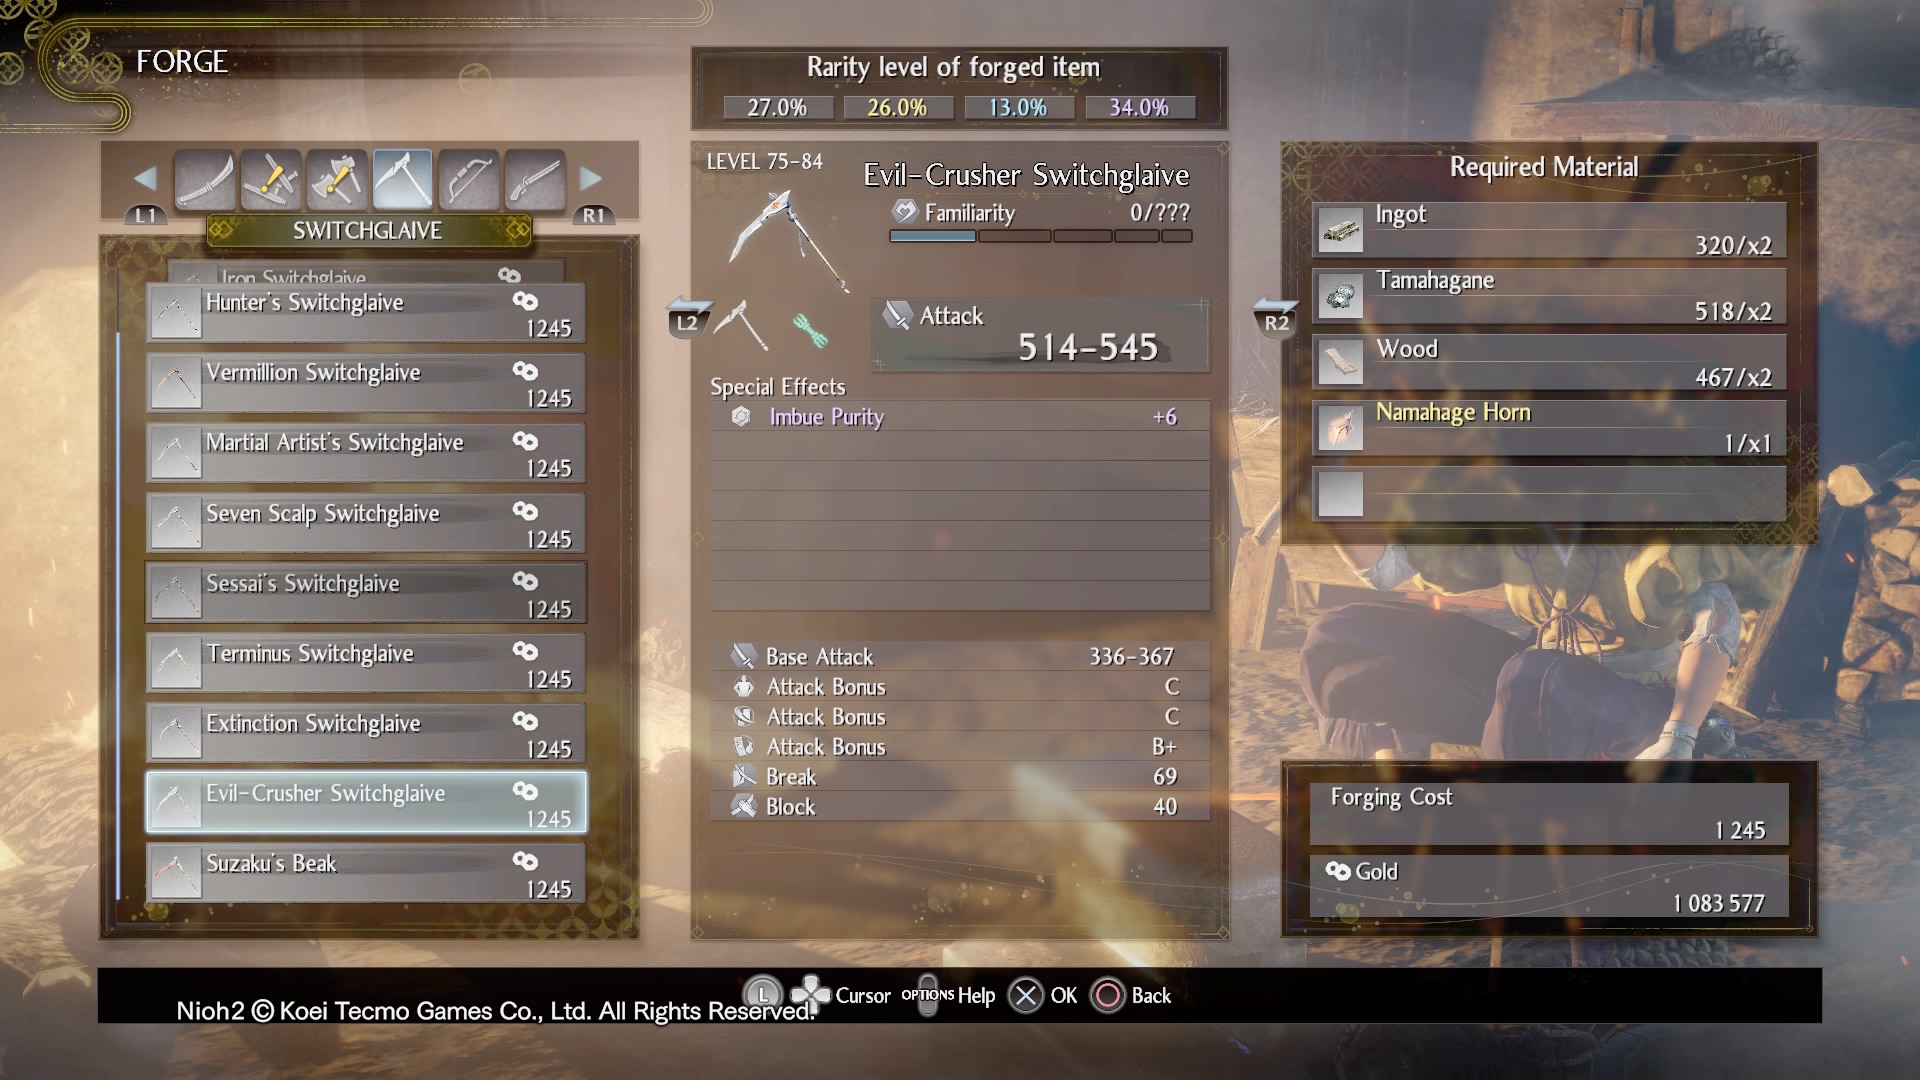 FORGE
Rarity level of forged item
27.0% 26.0% 13.0% 34.0%
L1 R1
SWITCHGLAIVE
Iron Switchglaive
Hunter's Switchglaive
1245
Vermillion Switchglaive
1245
Martial Artist's Switchglaive
1245
Seven Scalp Switchglaive
1245
Sessai's Switchglaive
1245
Terminus Switchglaive
1245
Extinction Switchglaive
1245
Evil-Crusher Switchglaive
1245
Suzaku's Beak
1245
LEVEL 75-84
Evil-Crusher Switchglaive
Familiarity 0/???
L2
R2
Attack
514-545
Special Effects
Imbue Purity +6
Base Attack 336-367
Attack Bonus C
Attack Bonus C
Attack Bonus B+
Break 69
Block 40
Required Material
Ingot
320/x2
Tamahagane
518/x2
Wood
467/x2
Namahage Horn
1/x1
Forging Cost
1 245
Gold
1 083 577
L Cursor OPTIONS Help OK Back
Nioh2 © Koei Tecmo Games Co., Ltd. All Rights Reserved.